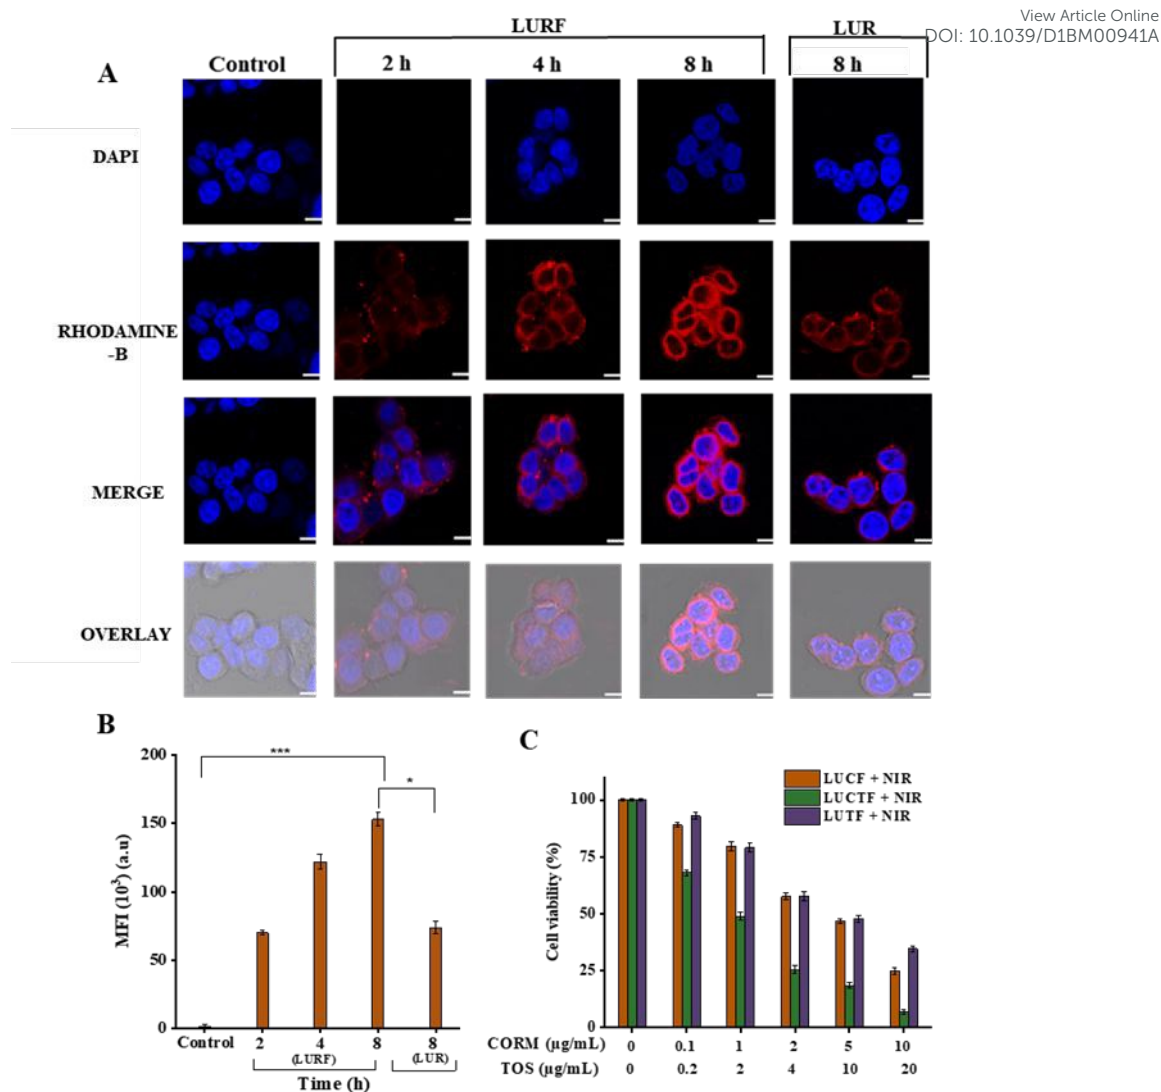 View Article Online
DOI: 10.1039/D1BM00941A
LURF
LUR
A
Control
2 h
4 h
8 h
8 h
DAPI
RHODAMINE
-B
MERGE
OVERLAY
B
***
*
MFI (10³) (a.u)
200
150
100
50
0
Control
2
4
8
8
(LURF)
(LUR)
Time (h)
C
LUCF + NIR
LUCTF + NIR
LUTF + NIR
Cell viability (%)
100
75
50
25
0
CORM (µg/mL) 0 0.1 1 2 5 10
TOS (µg/mL) 0 0.2 2 4 10 20